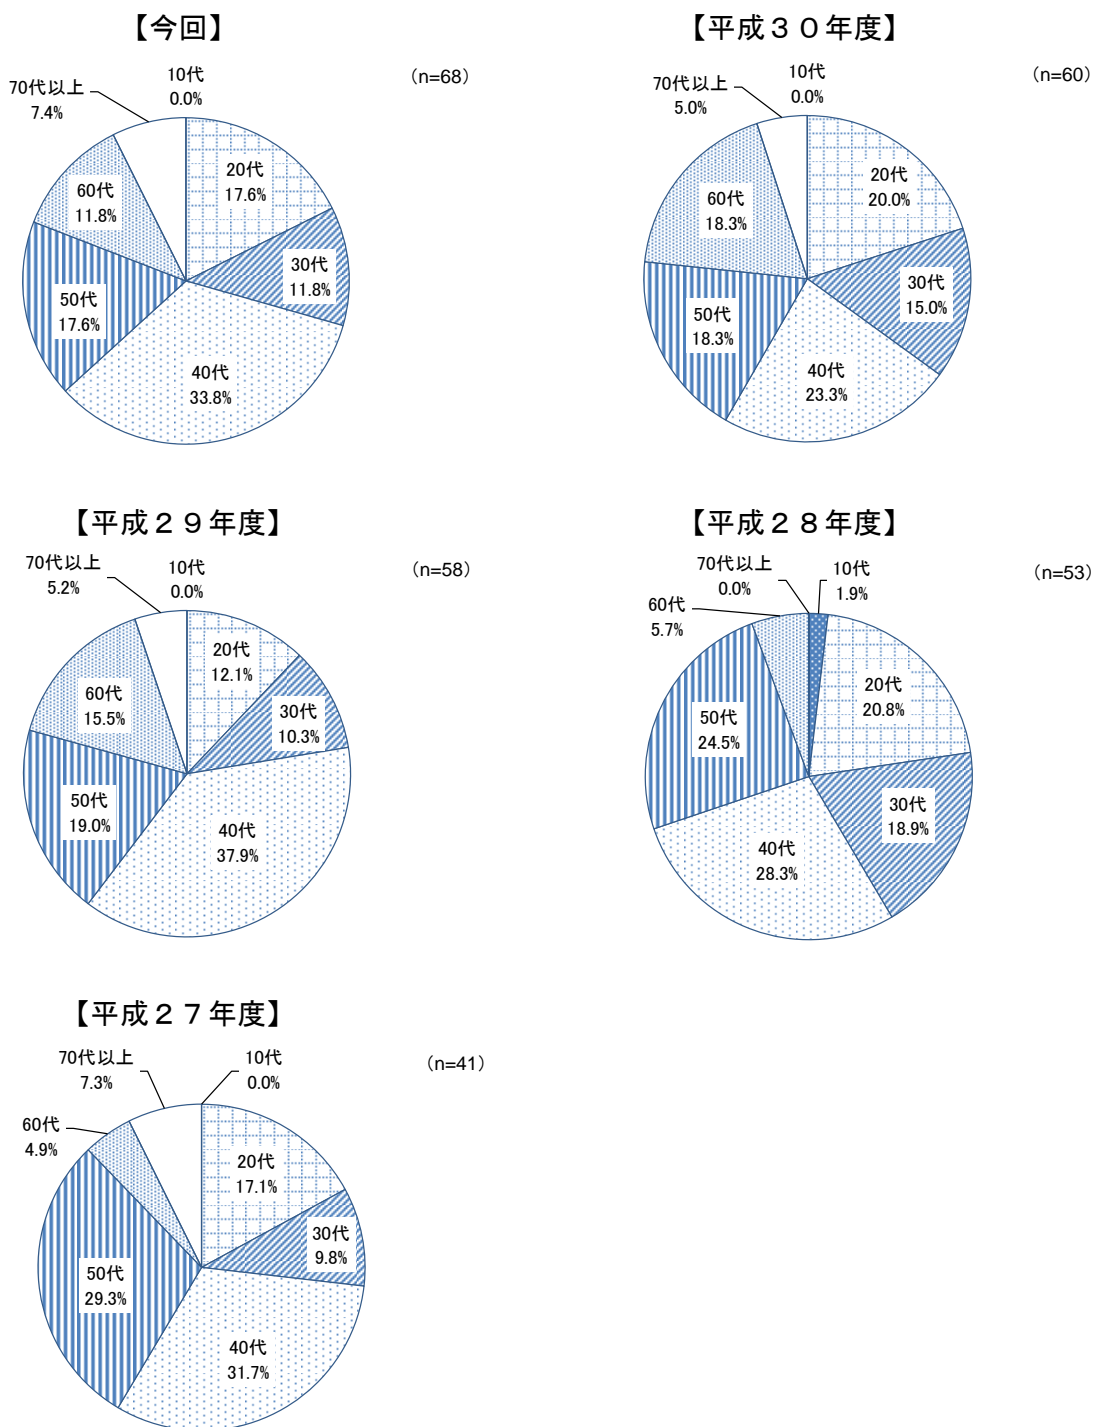 【今回】
(n=68)
10代
0.0%
20代
17.6%
30代
11.8%
40代
33.8%
50代
17.6%
60代
11.8%
70代以上
7.4%
【平成３０年度】
(n=60)
10代
0.0%
20代
20.0%
30代
15.0%
40代
23.3%
50代
18.3%
60代
18.3%
70代以上
5.0%
【平成２９年度】
(n=58)
10代
0.0%
20代
12.1%
30代
10.3%
40代
37.9%
50代
19.0%
60代
15.5%
70代以上
5.2%
【平成２８年度】
(n=53)
10代
1.9%
20代
20.8%
30代
18.9%
40代
28.3%
50代
24.5%
60代
5.7%
70代以上
0.0%
【平成２７年度】
(n=41)
10代
0.0%
20代
17.1%
30代
9.8%
40代
31.7%
50代
29.3%
60代
4.9%
70代以上
7.3%